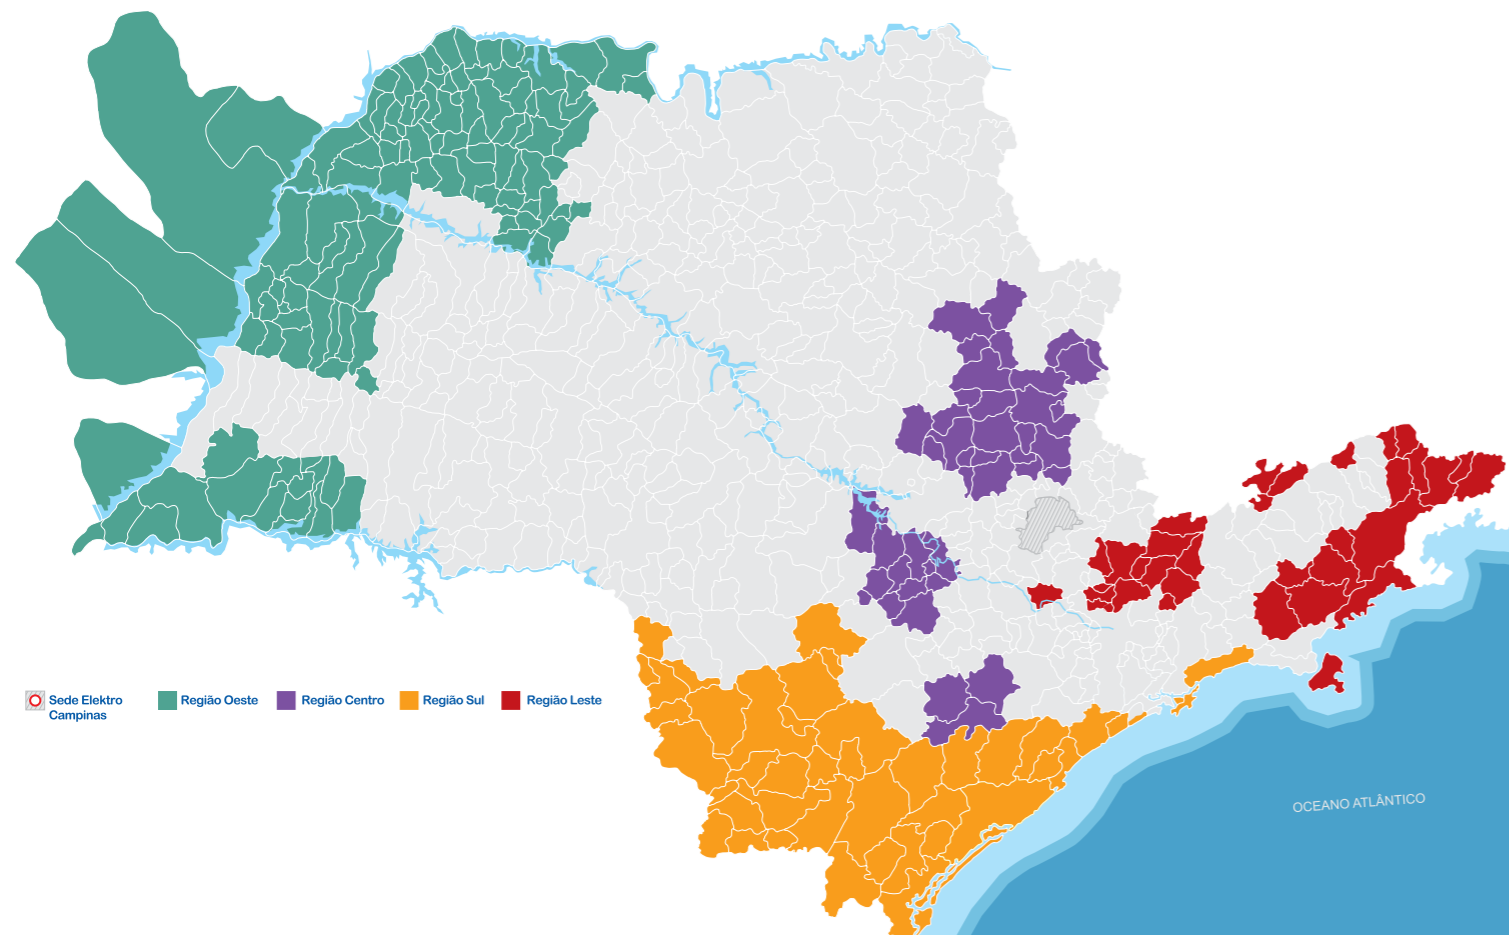 Sede Elektro
Campinas
Região Oeste
Região Centro
Região Sul
Região Leste
OCEANO ATLÂNTICO